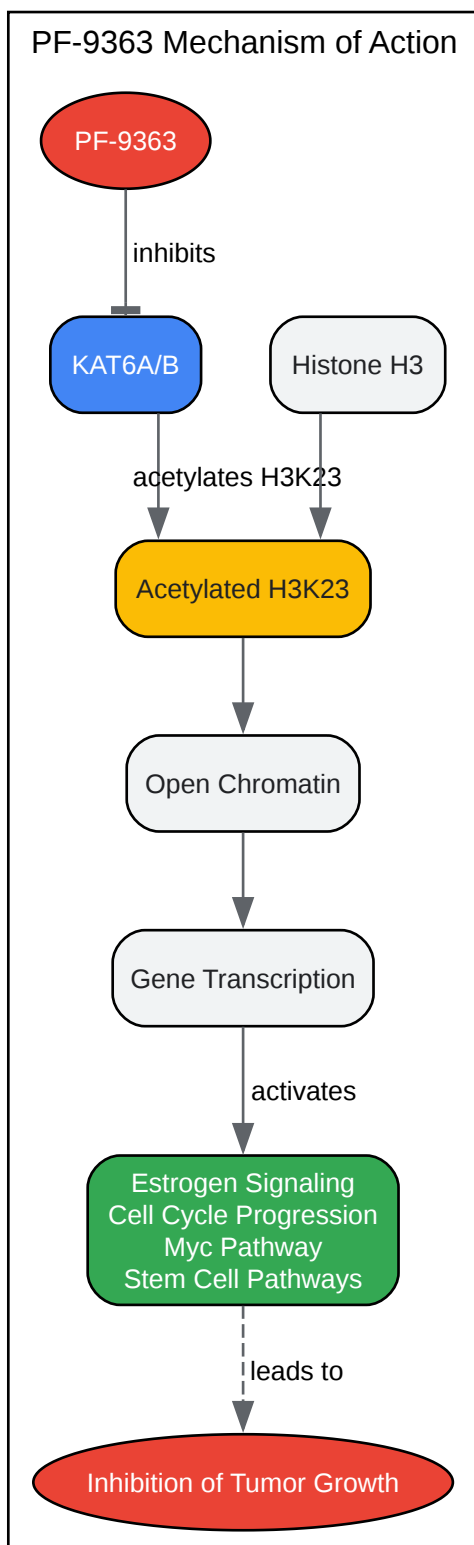 PF-9363 Mechanism of Action
PF-9363
inhibits
KAT6A/B
Histone H3
acetylates H3K23
Acetylated H3K23
Open Chromatin
Gene Transcription
activates
Estrogen Signaling
Cell Cycle Progression
Myc Pathway
Stem Cell Pathways
leads to
Inhibition of Tumor Growth